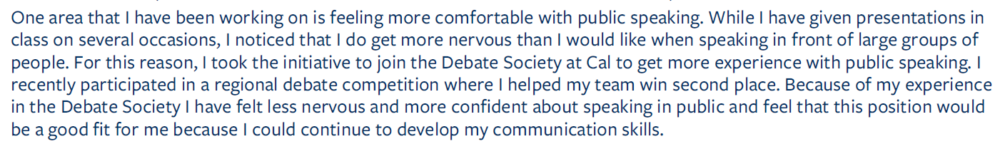 One area that I have been working on is feeling more comfortable with public speaking. While I have given presentations in
class on several occasions, I noticed that I do get more nervous than I would like when speaking in front of large groups of
people. For this reason, I took the initiative to join the Debate Society at Cal to get more experience with public speaking. I
recently participated in a regional debate competition where I helped my team win second place. Because of my experience
in the Debate Society I have felt less nervous and more confident about speaking in public and feel that this position would
be a good fit for me because I could continue to develop my communication skills.